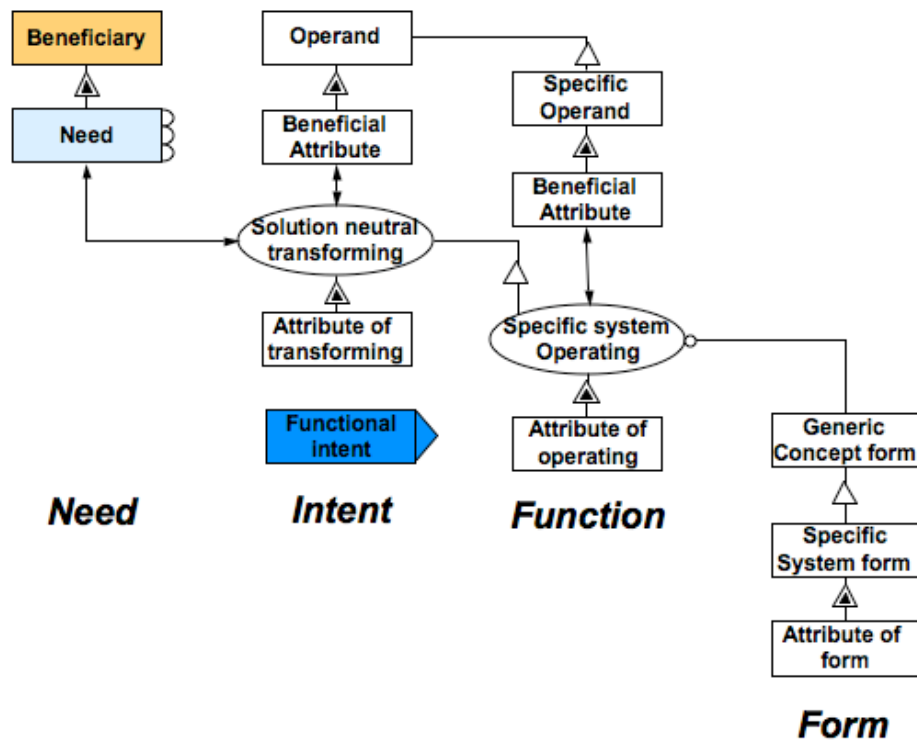 Beneficiary
Need
Operand
Beneficial
Attribute
Solution neutral
transforming
Attribute of
transforming
Functional
intent
Specific
Operand
Beneficial
Attribute
Specific system
Operating
Attribute of
operating
Generic
Concept form
Specific
System form
Attribute of
form
Need
Intent
Function
Form